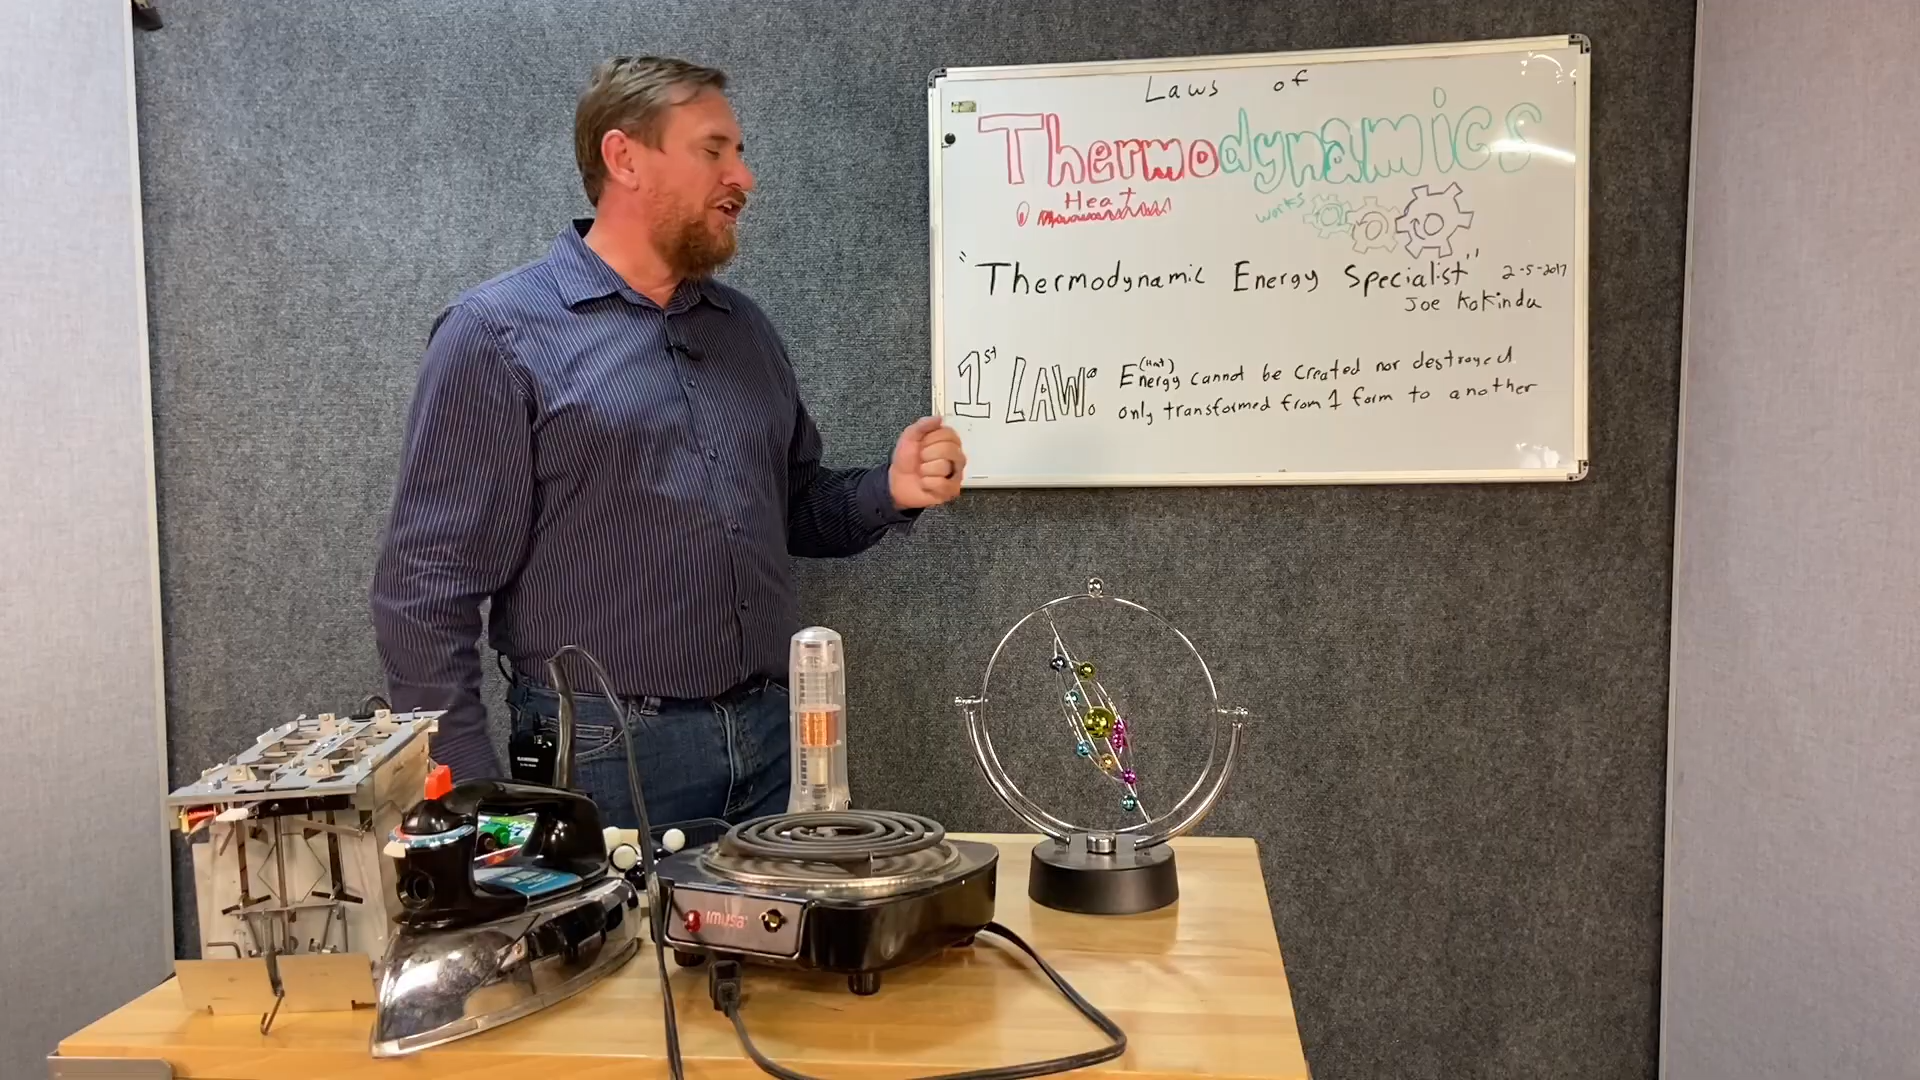 Laws of
Thermodynamics
Heat
works
"Thermodynamic Energy Specialist" 2-5-2017
Joe Kokinda
1st LAW: Energy cannot be created nor destroyed
(Heat)
only transformed from 1 form to another
imusa